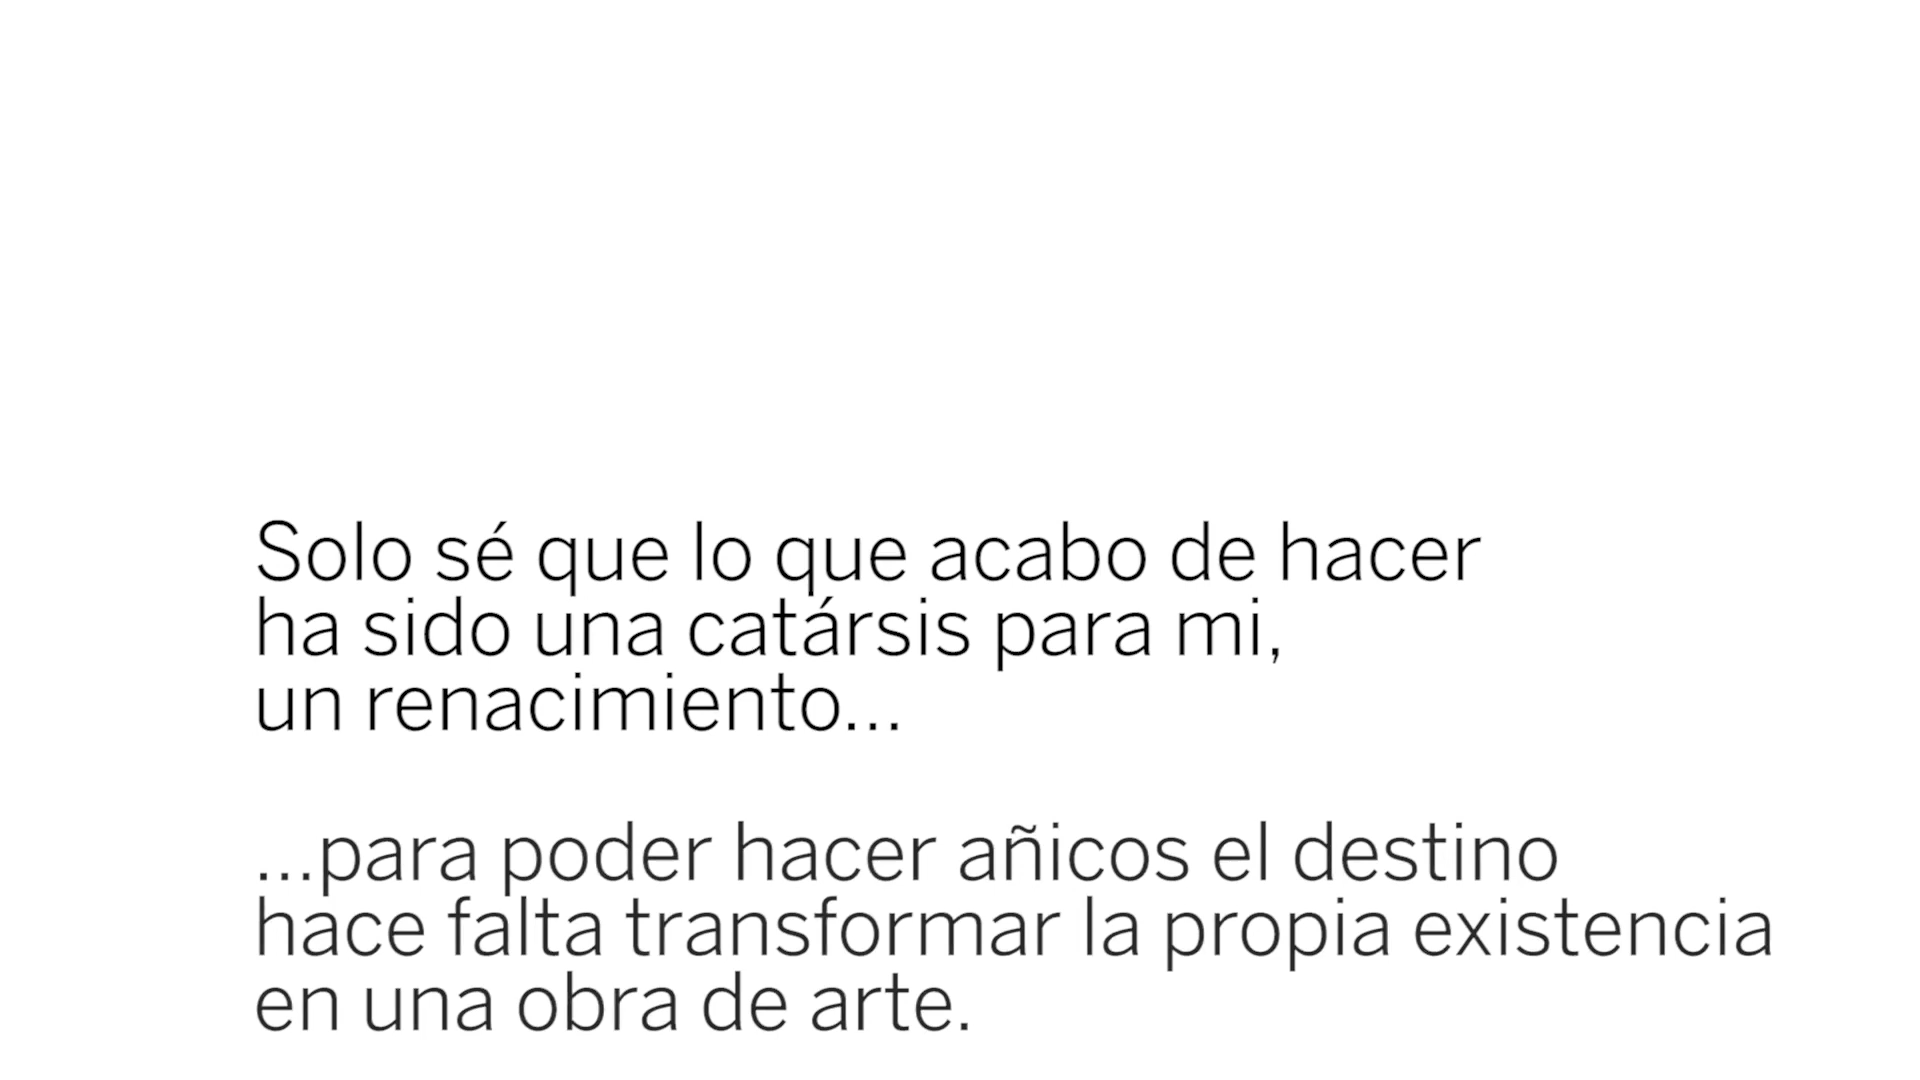 Solo sé que lo que acabo de hacer
ha sido una catársis para mi,
un renacimiento...
...para poder hacer añicos el destino
hace falta transformar la propia existencia
en una obra de arte.